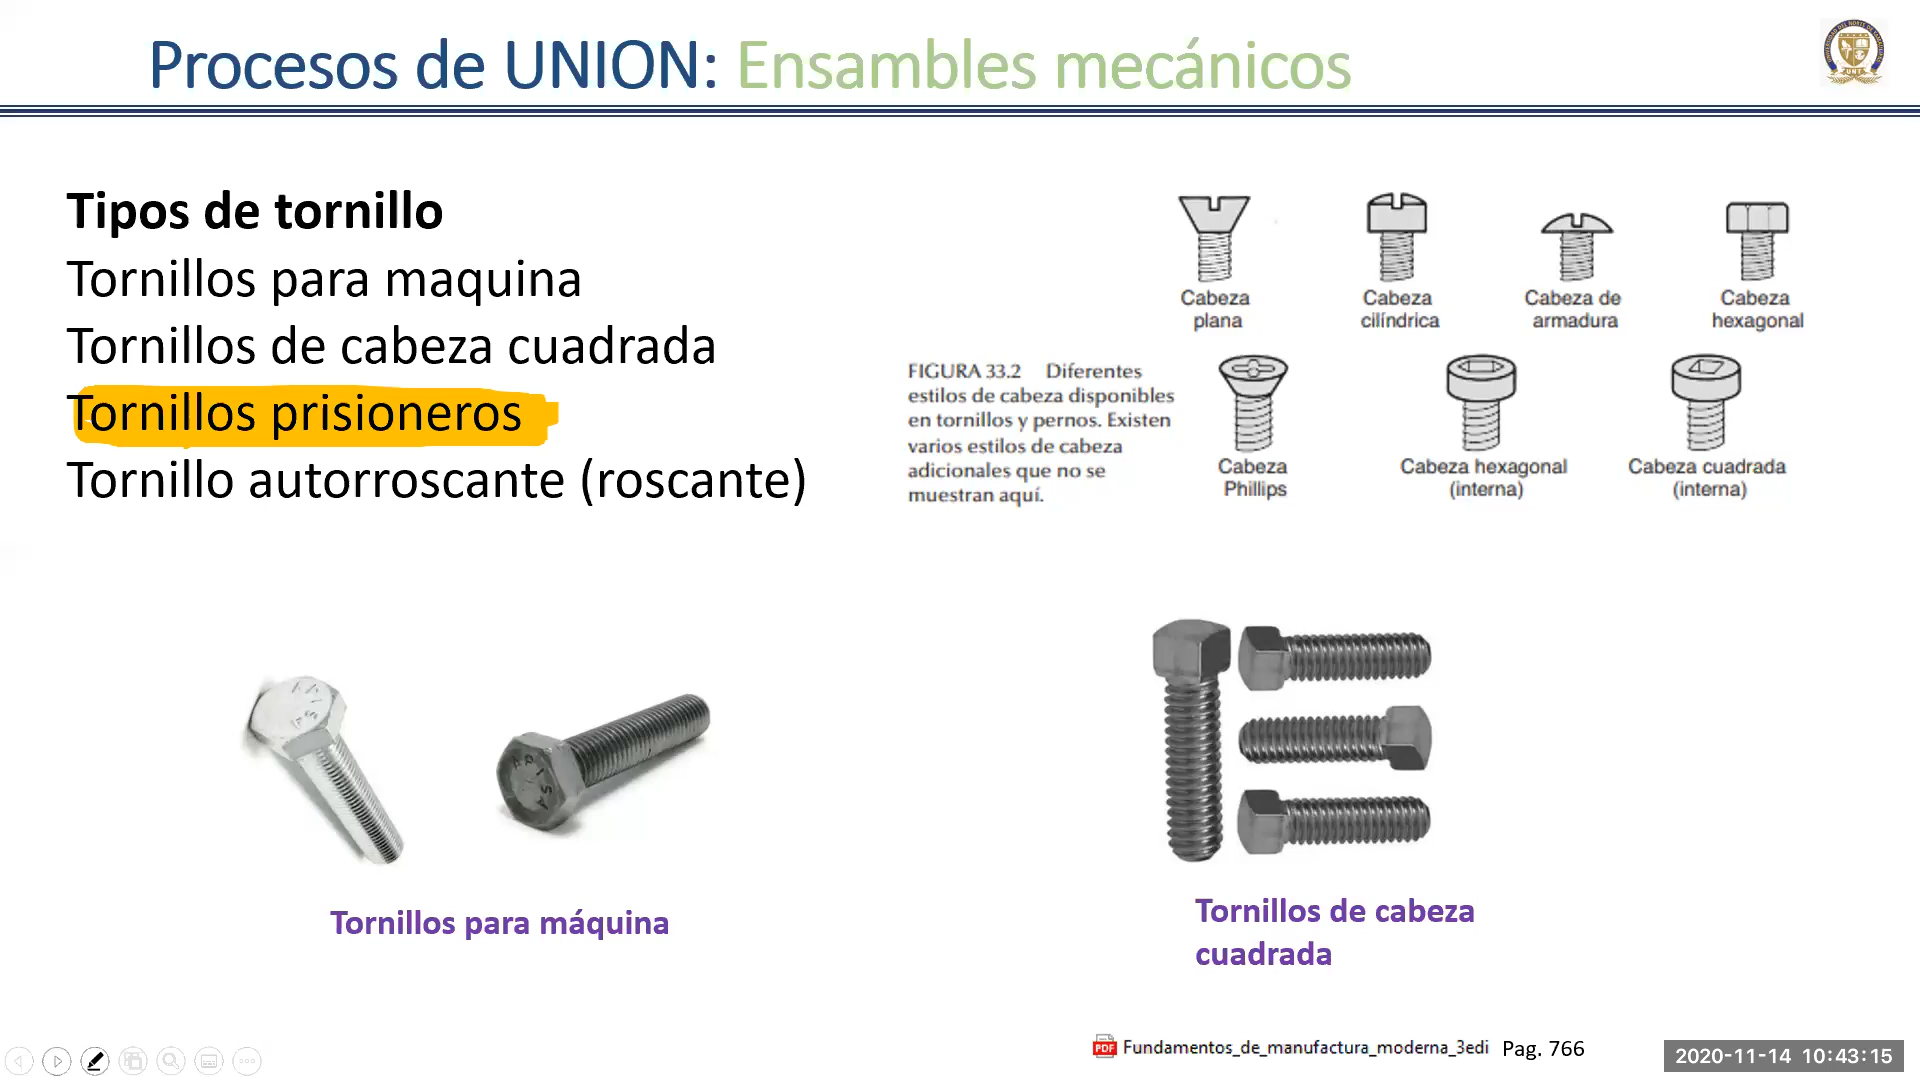 Procesos de UNION: Ensambles mecánicos
Tipos de tornillo
Tornillos para maquina
Tornillos de cabeza cuadrada
Tornillos prisioneros
Tornillo autorroscante (roscante)
Cabeza
plana
Cabeza
cilíndrica
Cabeza de
armadura
Cabeza
hexagonal
FIGURA 33.2 Diferentes
estilos de cabeza disponibles
en tornillos y pernos. Existen
varios estilos de cabeza
adicionales que no se
muestran aquí.
Cabeza
Phillips
Cabeza hexagonal
(interna)
Cabeza cuadrada
(interna)
Tornillos para máquina
Tornillos de cabeza
cuadrada
PDF Fundamentos_de_manufactura_moderna_3edi Pag. 766
2020-11-14 10:43:15